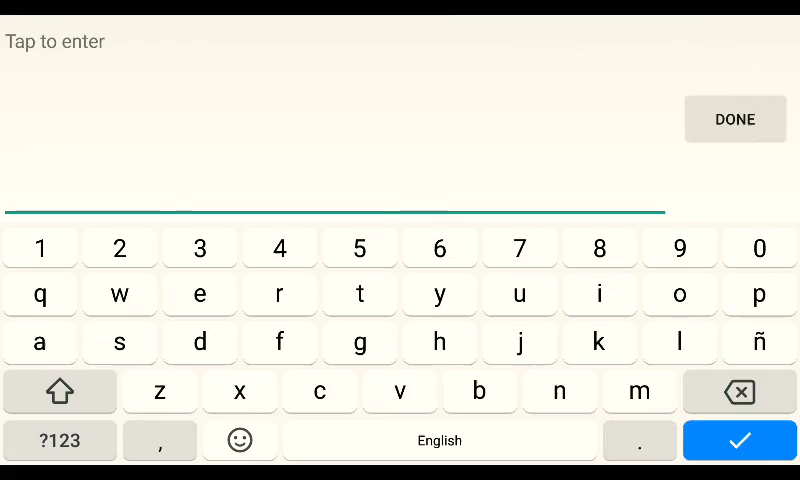 Tap to enter
DONE
1 2 3 4 5 6 7 8 9 0
q w e r t y u i o p
a s d f g h j k l ñ
z x c v b n m
?123 , English .